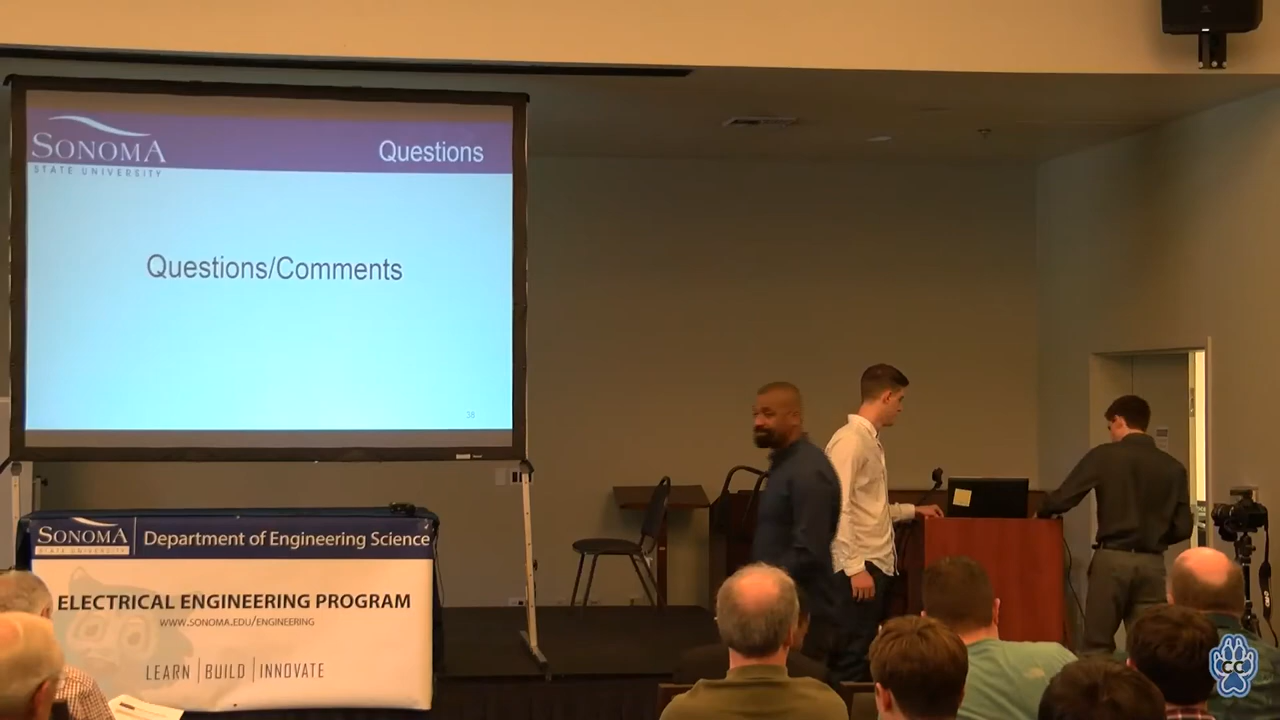 SONOMA
STATE UNIVERSITY
Questions
Questions/Comments
38
SONOMA
STATE UNIVERSITY
Department of Engineering Science
ELECTRICAL ENGINEERING PROGRAM
WWW.SONOMA.EDU/ENGINEERING
LEARN | BUILD | INNOVATE
CC